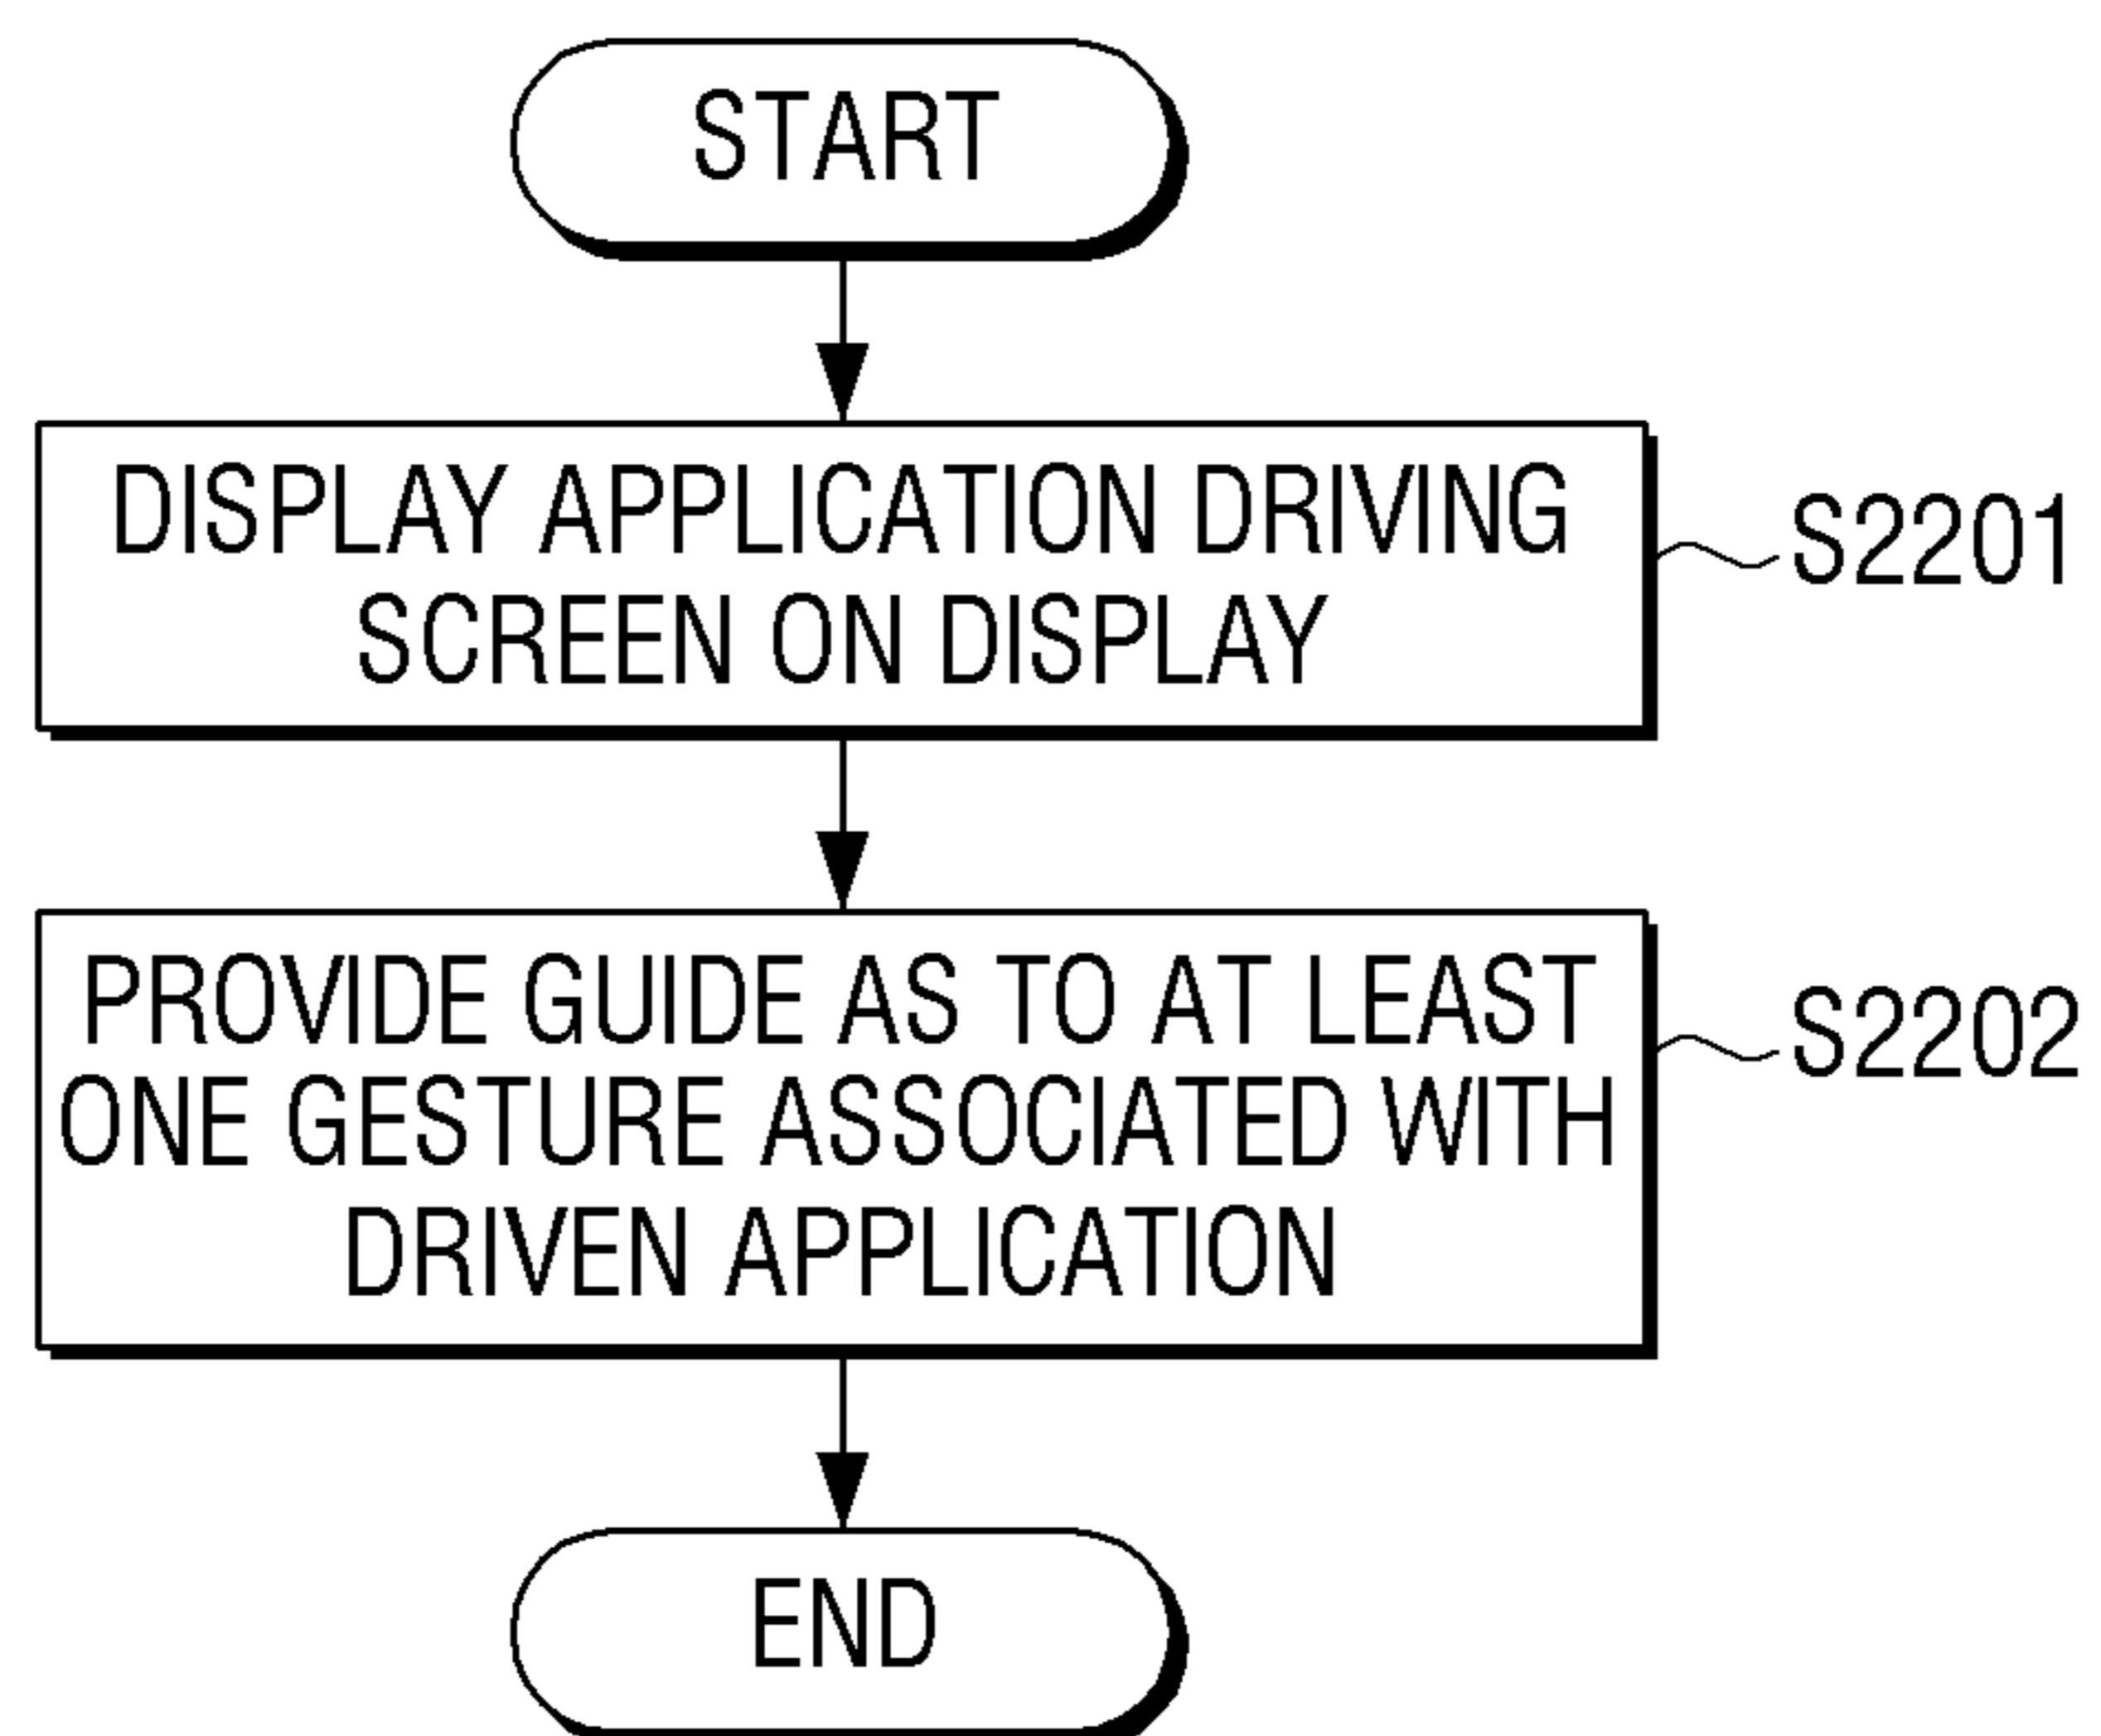 START
DISPLAY APPLICATION DRIVING
SCREEN ON DISPLAY
S2201
PROVIDE GUIDE AS TO AT LEAST
ONE GESTURE ASSOCIATED WITH
DRIVEN APPLICATION
S2202
END